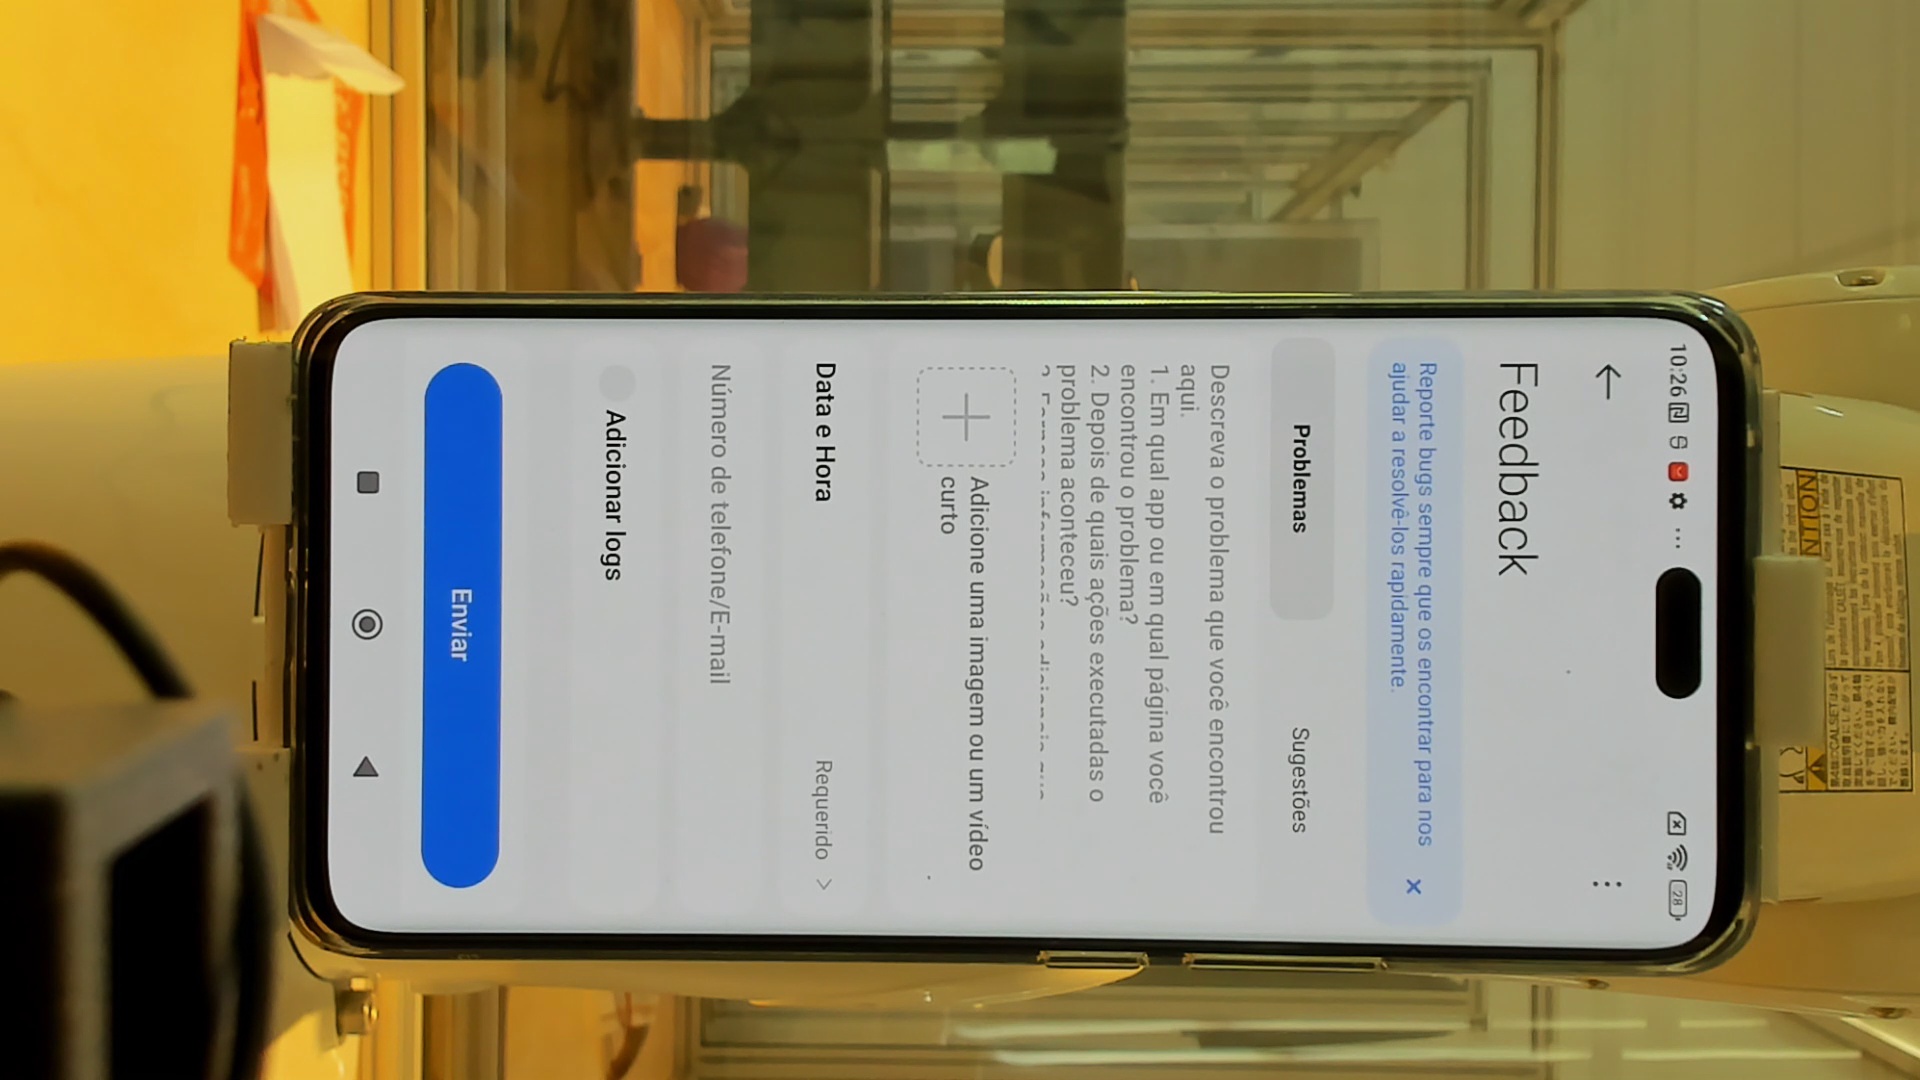 10:26
28
Feedback
Reporte bugs sempre que os encontrar para nos
ajudar a resolvê-los rapidamente.
Problemas
Sugestões
Descreva o problema que você encontrou
aqui.
1. Em qual app ou em qual página você
encontrou o problema?
2. Depois de quais ações executadas o
problema aconteceu?
Adicione uma imagem ou um vídeo
curto
Data e Hora
Requerido
Número de telefone/E-mail
Adicionar logs
Enviar